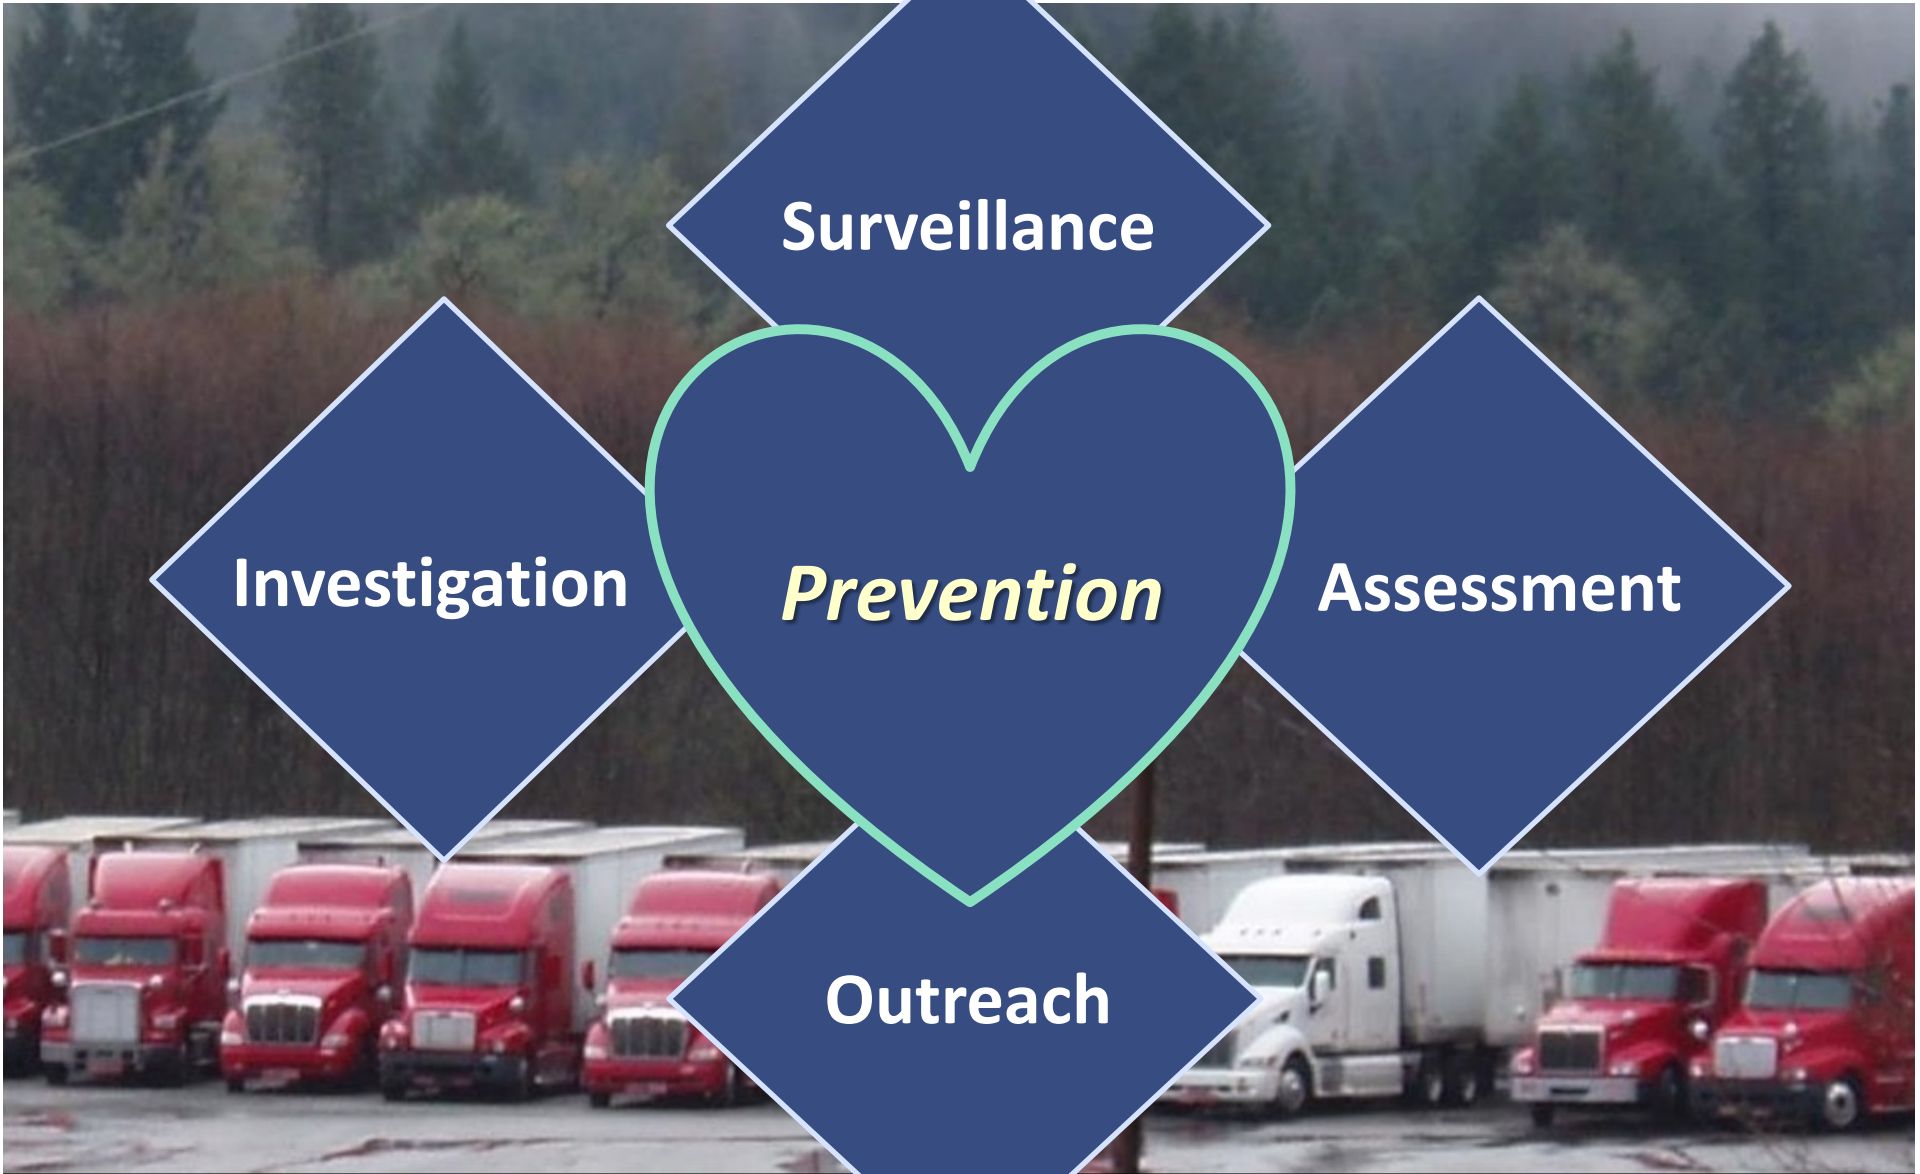 Surveillance
Investigation
Prevention
Assessment
Outreach